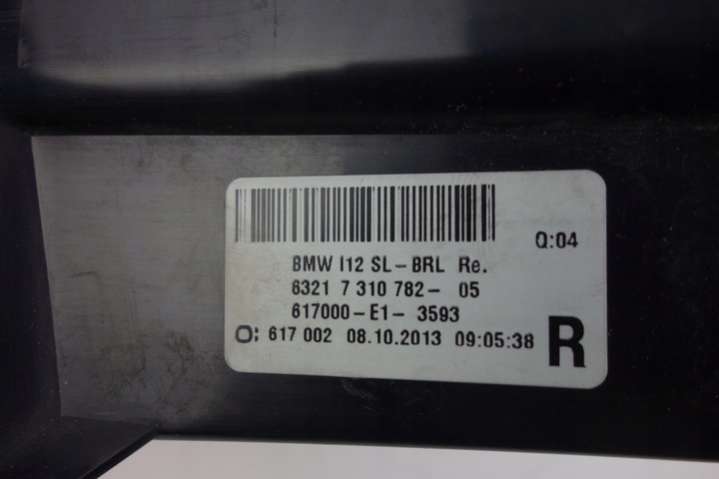 Q:04
BMW I12 SL-BRL Re.
6321 7 310 782- 05
617000-E1- 3593
O: 617 002 08.10.2013 09:05:38 R